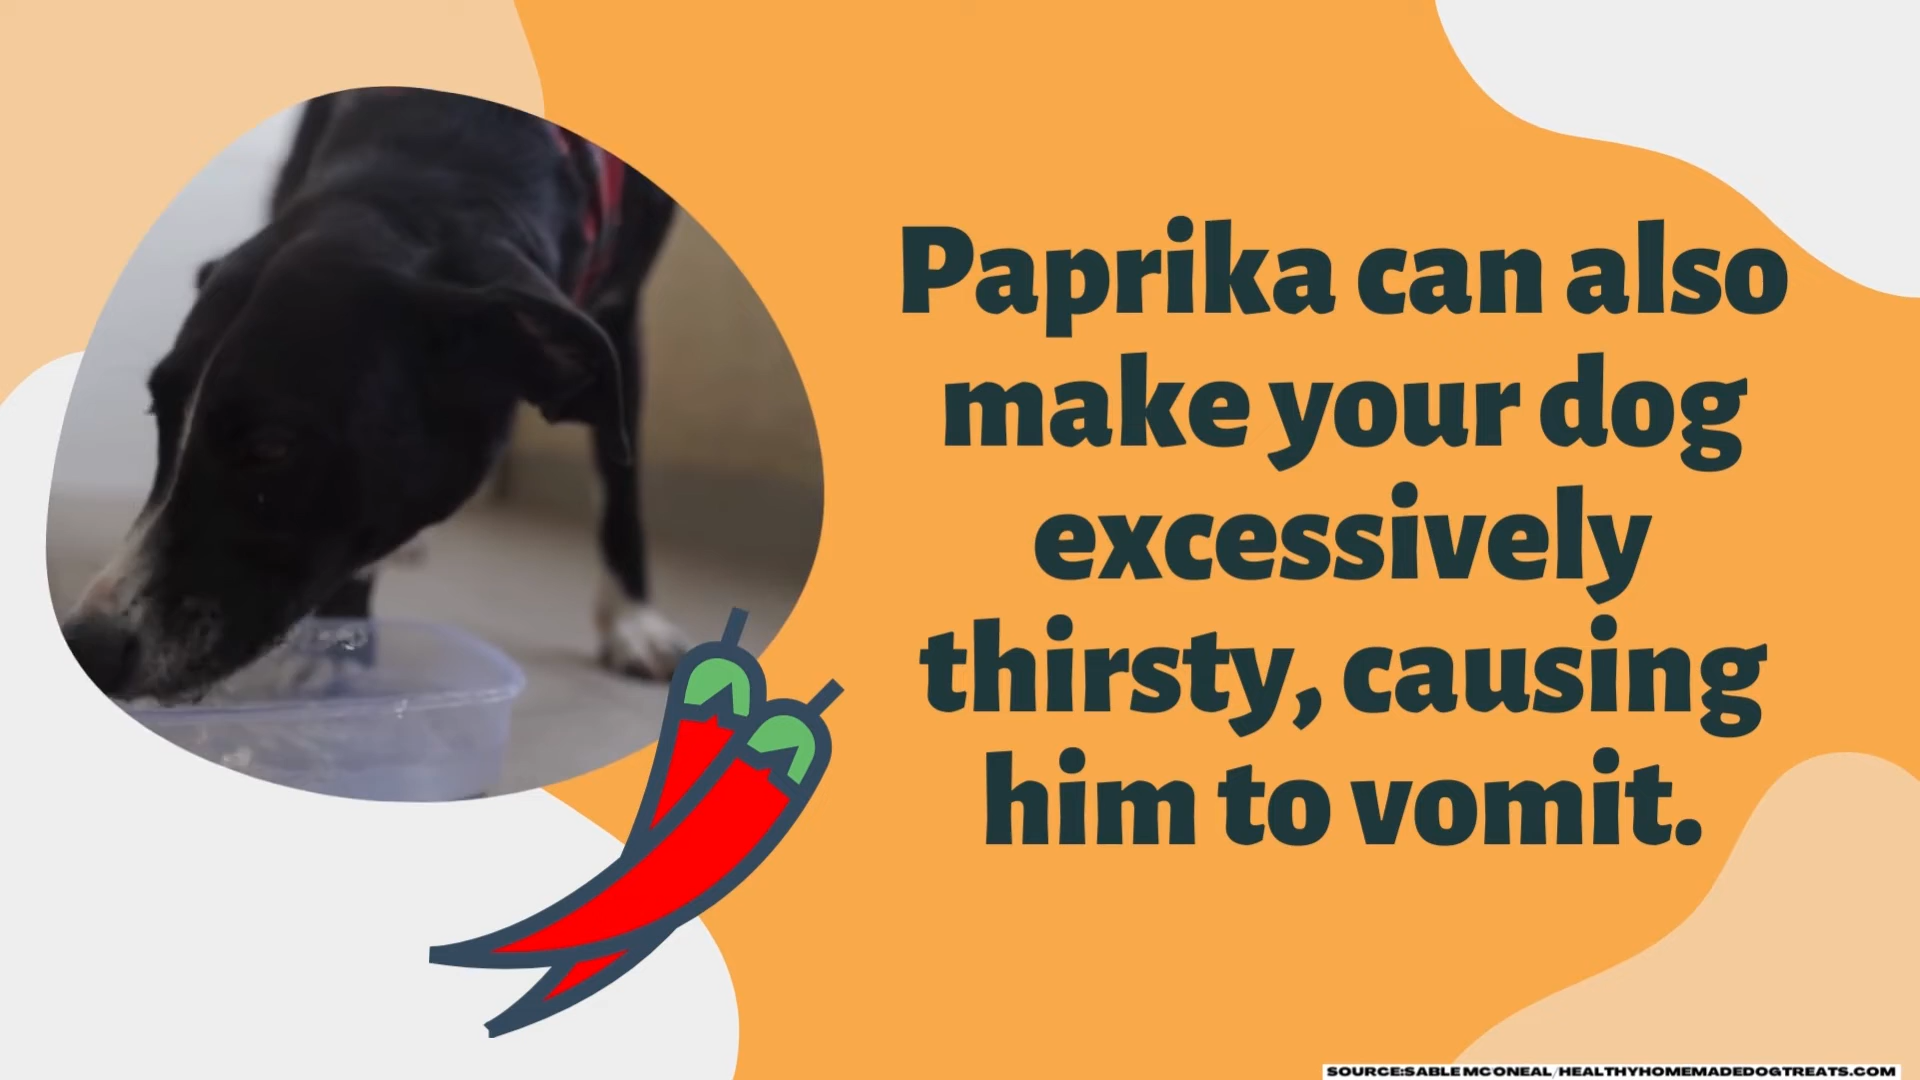 Paprika can also
make your dog
excessively
thirsty, causing
him to vomit.
SOURCE:SABLE MCONEAL/HEALTHYHOMEMADEDOGTREATS.COM